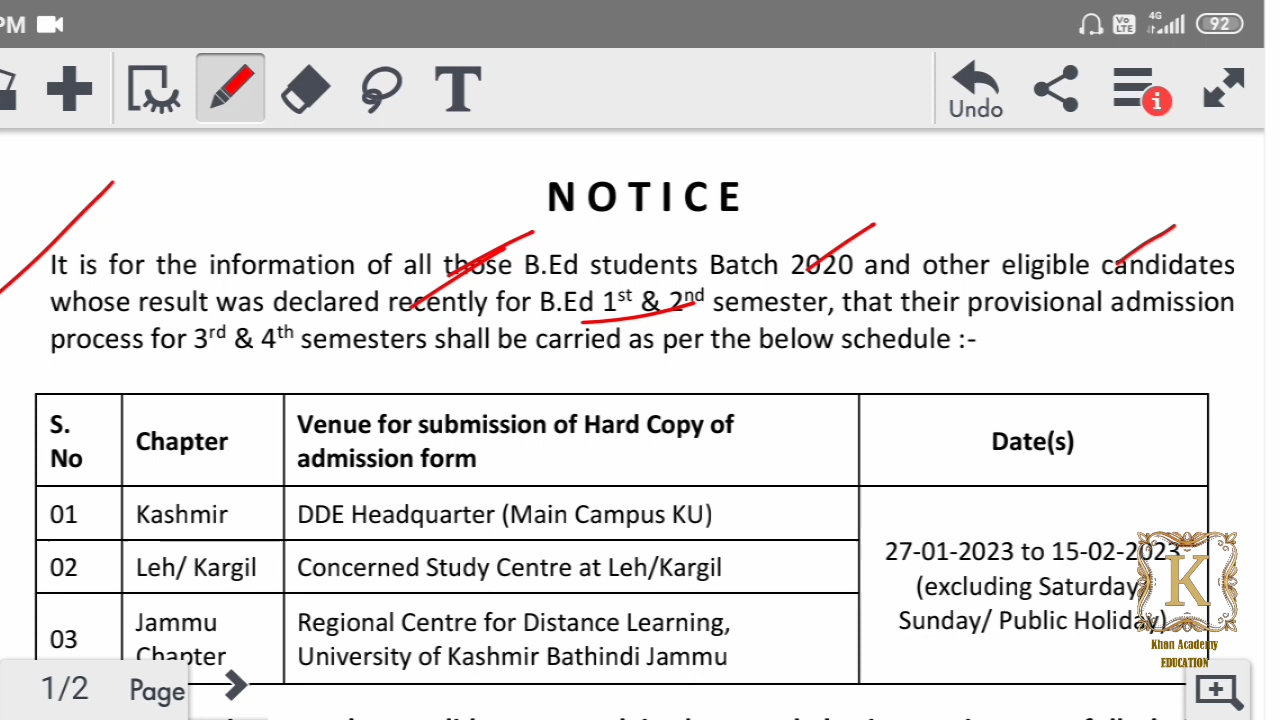 PM
Vo LTE 4G 92
T
Undo
i
NOTICE
It is for the information of all those B.Ed students Batch 2020 and other eligible candidates
whose result was declared recently for B.Ed 1st & 2nd semester, that their provisional admission
process for 3rd & 4th semesters shall be carried as per the below schedule :-
S. No
Chapter
Venue for submission of Hard Copy of
admission form
Date(s)
01 Kashmir DDE Headquarter (Main Campus KU)
02 Leh/ Kargil Concerned Study Centre at Leh/Kargil
03 Jammu Chapter
Regional Centre for Distance Learning,
University of Kashmir Bathindi Jammu
27-01-2023 to 15-02-2023
(excluding Saturday
Sunday/ Public Holiday)
K
Khan Academy
EDUCATION
1/2 Page